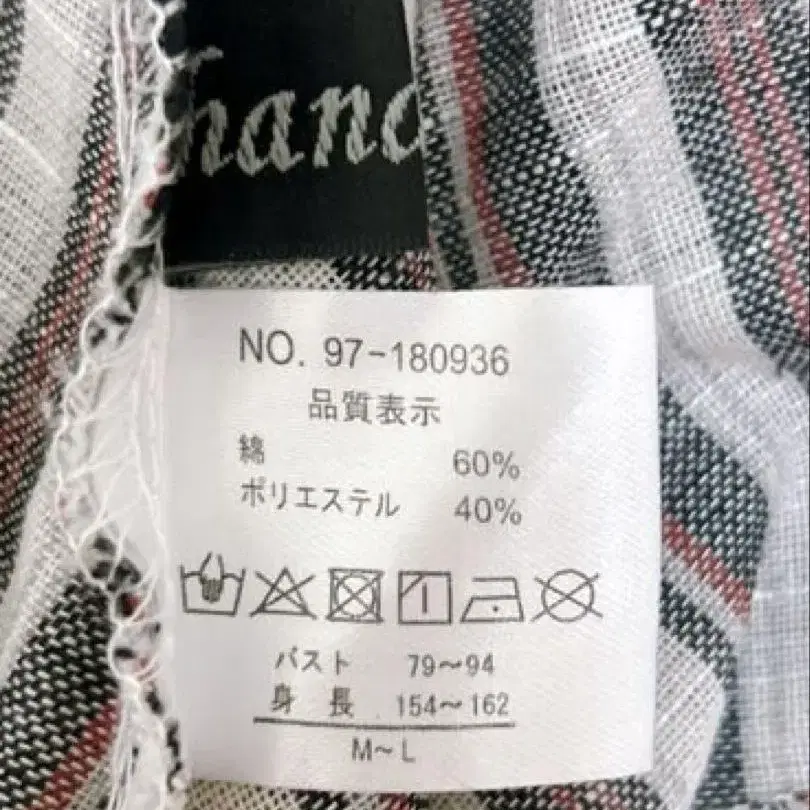 NO. 97-180936
品質表示
綿 60%
ポリエステル 40%
バスト 79～94
身長 154～162
M～L